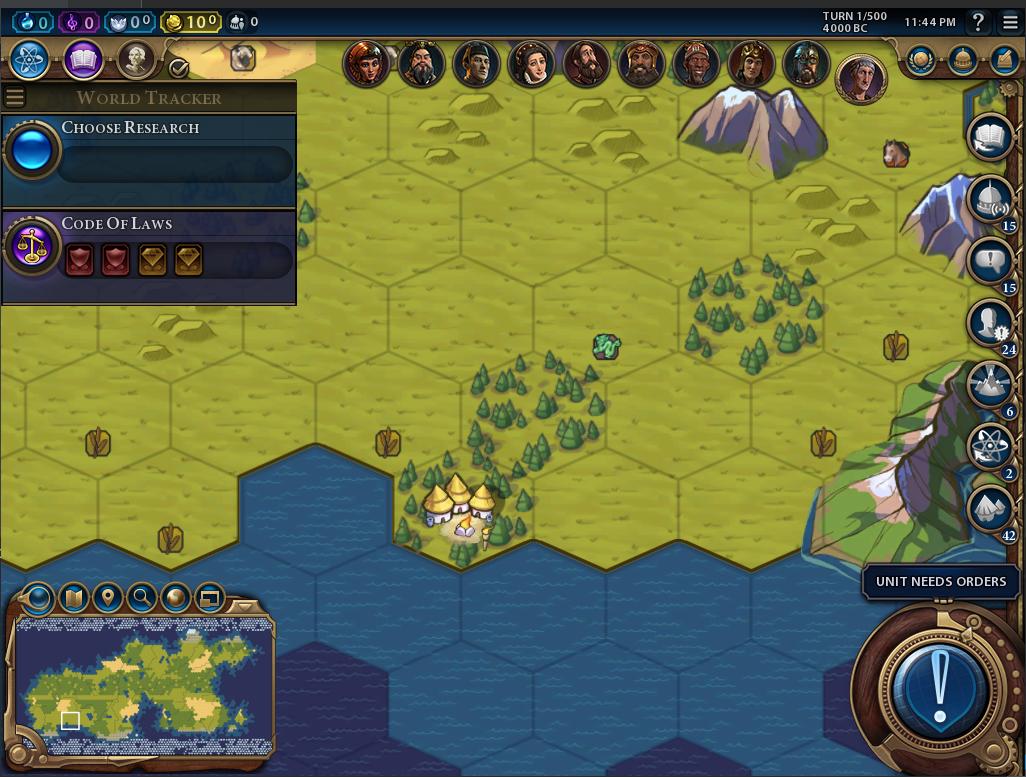 0 0 0 0 10 0 0
TURN 1/500
4000 BC
11:44 PM ?
WORLD TRACKER
CHOOSE RESEARCH
CODE OF LAWS
15
15
24
6
2
42
UNIT NEEDS ORDERS